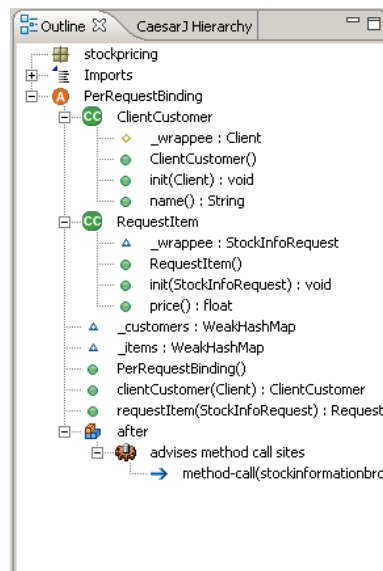 Outline CaesarJ Hierarchy
stockpricing
Imports
A PerRequestBinding
CC ClientCustomer
_wrappee : Client
ClientCustomer()
init(Client) : void
name() : String
CC RequestItem
_wrappee : StockInfoRequest
RequestItem()
init(StockInfoRequest) : void
price() : float
_customers : WeakHashMap
_items : WeakHashMap
PerRequestBinding()
clientCustomer(Client) : ClientCustomer
requestItem(StockInfoRequest) : Request
after
advises method call sites
method-call(stockinformationbro